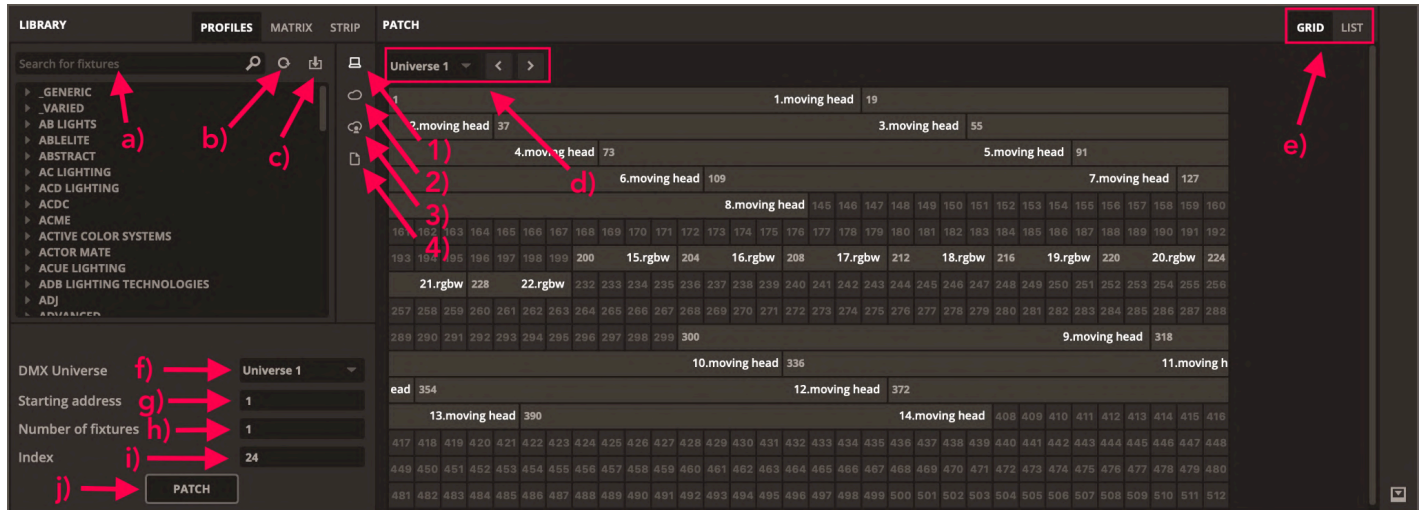 LIBRARY PROFILES MATRIX STRIP PATCH GRID LIST
Search for fixtures
Universe 1 < >
_GENERIC
_VARIED
AB LIGHTS
ABLELITE
ABSTRACT
AC LIGHTING
ACD LIGHTING
ACDC
ACME
ACTIVE COLOR SYSTEMS
ACTOR MATE
ACUE LIGHTING
ADB LIGHTING TECHNOLOGIES
ADJ
ADVANCED
a)
b)
c)
1)
2)
3)
4)
d)
e)
1 1.moving head 19
2.moving head 37 3.moving head 55
4.moving head 73 5.moving head 91
6.moving head 109 7.moving head 127
8.moving head 145 146 147 148 149 150 151 152 153 154 155 156 157 158 159 160
161 162 163 164 165 166 167 168 169 170 171 172 173 174 175 176 177 178 179 180 181 182 183 184 185 186 187 188 189 190 191 192
193 194 195 196 197 198 199 200 15.rgbw 204 16.rgbw 208 17.rgbw 212 18.rgbw 216 19.rgbw 220 20.rgbw 224
21.rgbw 228 22.rgbw 232 233 234 235 236 237 238 239 240 241 242 243 244 245 246 247 248 249 250 251 252 253 254 255 256
257 258 259 260 261 262 263 264 265 266 267 268 269 270 271 272 273 274 275 276 277 278 279 280 281 282 283 284 285 286 287 288
289 290 291 292 293 294 295 296 297 298 299 300 9.moving head 318
10.moving head 336 11.moving h
ead 354 12.moving head 372
13.moving head 390 14.moving head 408 409 410 411 412 413 414 415 416
417 418 419 420 421 422 423 424 425 426 427 428 429 430 431 432 433 434 435 436 437 438 439 440 441 442 443 444 445 446 447 448
449 450 451 452 453 454 455 456 457 458 459 460 461 462 463 464 465 466 467 468 469 470 471 472 473 474 475 476 477 478 479 480
481 482 483 484 485 486 487 488 489 490 491 492 493 494 495 496 497 498 499 500 501 502 503 504 505 506 507 508 509 510 511 512
DMX Universe f) Universe 1
Starting address g) 1
Number of fixtures h) 1
Index i) 24
j) PATCH